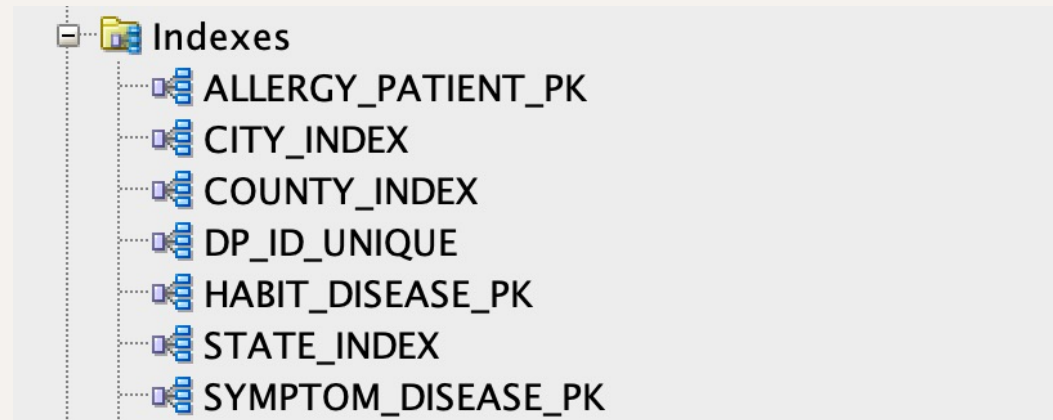 Indexes
ALLERGY_PATIENT_PK
CITY_INDEX
COUNTY_INDEX
DP_ID_UNIQUE
HABIT_DISEASE_PK
STATE_INDEX
SYMPTOM_DISEASE_PK